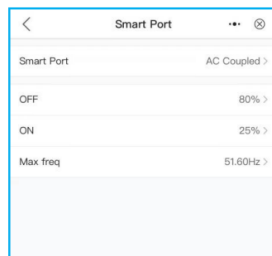 Smart Port
Smart Port AC Coupled
OFF 80%
ON 25%
Max freq 51.60Hz